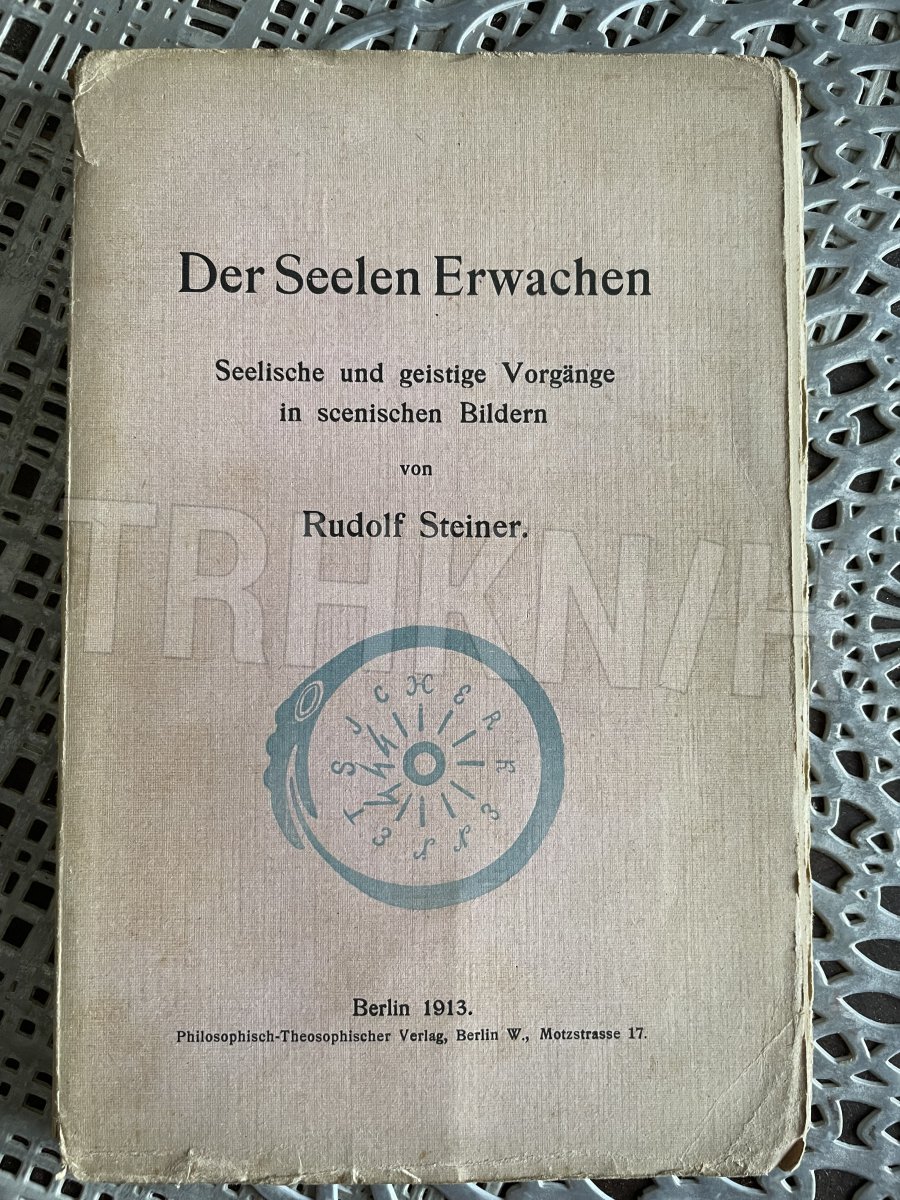 Der Seelen Erwachen
Seelische und geistige Vorgänge
in scenischen Bildern
von
Rudolf Steiner.
TRHKNIH
Berlin 1913.
Philosophisch-Theosophischer Verlag, Berlin W., Motzstrasse 17.